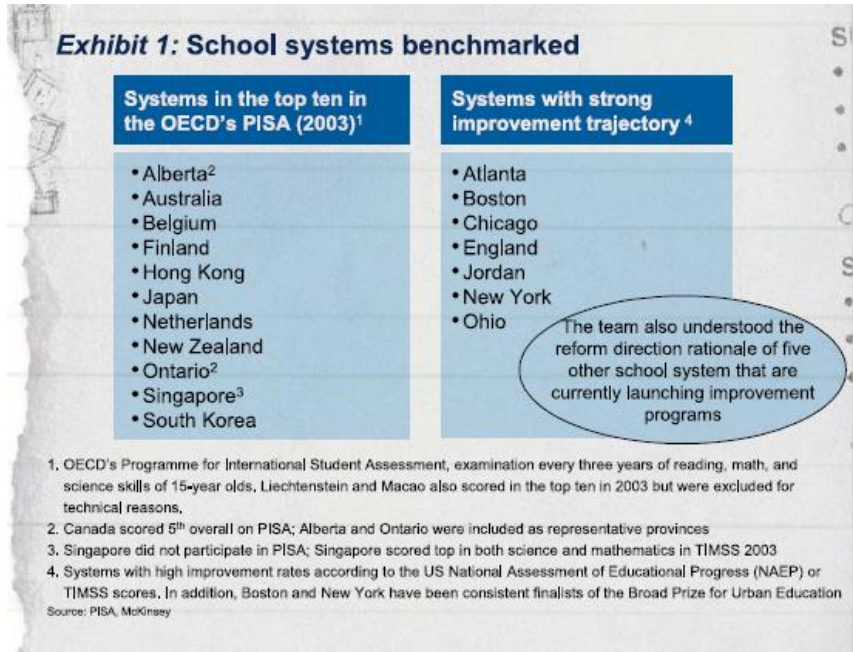 Exhibit 1: School systems benchmarked
Systems in the top ten in
the OECD's PISA (2003)1
• Alberta2
• Australia
• Belgium
• Finland
• Hong Kong
• Japan
• Netherlands
• New Zealand
• Ontario2
• Singapore3
• South Korea
Systems with strong
improvement trajectory 4
• Atlanta
• Boston
• Chicago
• England
• Jordan
• New York
• Ohio
The team also understood the
reform direction rationale of five
other school system that are
currently launching improvement
programs
1. OECD's Programme for International Student Assessment, examination every three years of reading, math, and
science skills of 15-year olds. Liechtenstein and Macao also scored in the top ten in 2003 but were excluded for
technical reasons.
2. Canada scored 5th overall on PISA; Alberta and Ontario were included as representative provinces
3. Singapore did not participate in PISA; Singapore scored top in both science and mathematics in TIMSS 2003
4. Systems with high improvement rates according to the US National Assessment of Educational Progress (NAEP) or
TIMSS scores. In addition, Boston and New York have been consistent finalists of the Broad Prize for Urban Education
Source: PISA, McKinsey